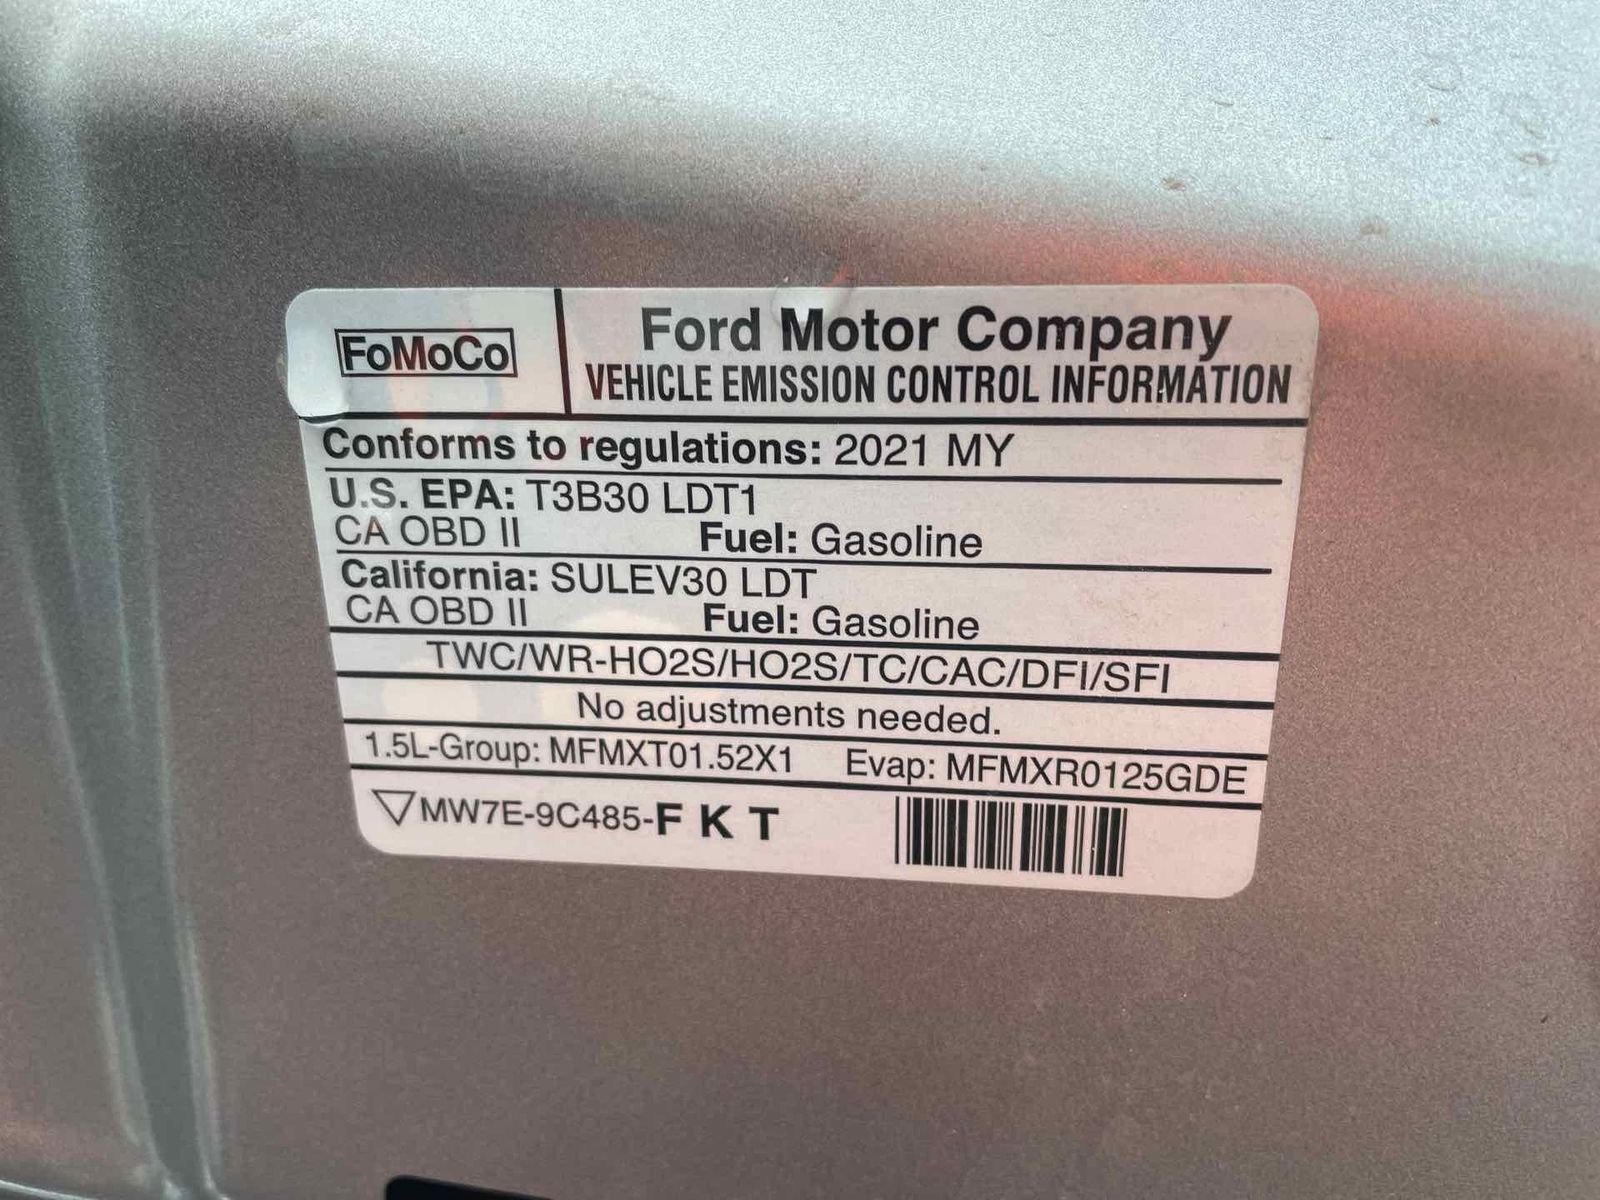 FoMoCo
Ford Motor Company
VEHICLE EMISSION CONTROL INFORMATION
Conforms to regulations: 2021 MY
U.S. EPA: T3B30 LDT1
CA OBD II Fuel: Gasoline
California: SULEV30 LDT
CA OBD II Fuel: Gasoline
TWC/WR-HO2S/HO2S/TC/CAC/DFI/SFI
No adjustments needed.
1.5L-Group: MFMXT01.52X1 Evap: MFMXR0125GDE
MW7E-9C485-F K T